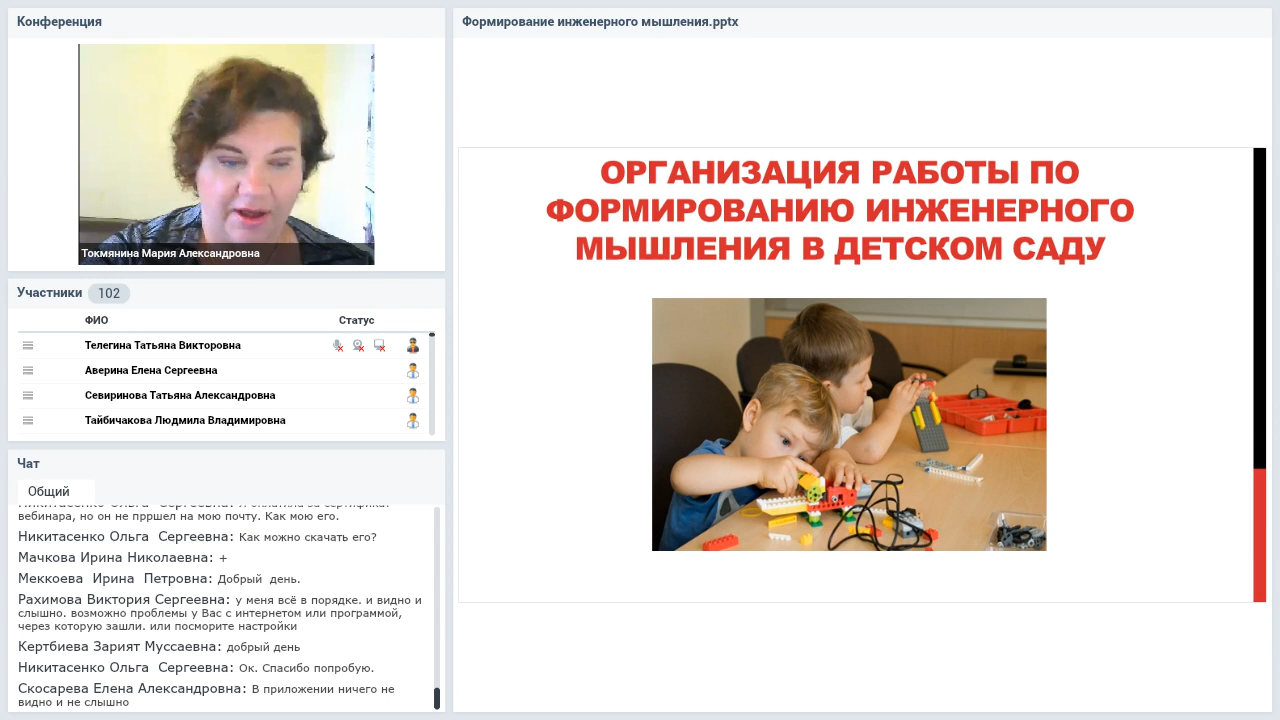 Конференция
Токмянина Мария Александровна
Участники 102
ФИО Статус
Телегина Татьяна Викторовна
Аверина Елена Сергеевна
Севиринова Татьяна Александровна
Тайбичакова Людмила Владимировна
Чат
Общий
вебинара, но он не прршел на мою почту. Как мою его.
Никитасенко Ольга Сергеевна: Как можно скачать его?
Мачкова Ирина Николаевна: +
Меккоева Ирина Петровна: Добрый день.
Рахимова Виктория Сергеевна: у меня всё в порядке. и видно и
слышно. возможно проблемы у Вас с интернетом или программой,
через которую зашли. или посморите настройки
Кертбиева Зарият Муссаевна: добрый день
Никитасенко Ольга Сергеевна: Ок. Спасибо попробую.
Скосарева Елена Александровна: В приложении ничего не
видно и не слышно
Формирование инженерного мышления.pptx
ОРГАНИЗАЦИЯ РАБОТЫ ПО
ФОРМИРОВАНИЮ ИНЖЕНЕРНОГО
МЫШЛЕНИЯ В ДЕТСКОМ САДУ